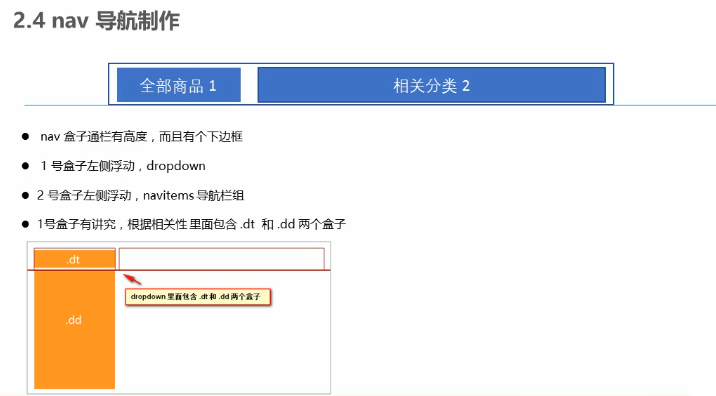 2.4 nav 导航制作
全部商品 1
相关分类 2
● nav 盒子通栏有高度，而且有个下边框
● 1 号盒子左侧浮动，dropdown
● 2 号盒子左侧浮动，navitems 导航栏组
● 1号盒子有讲究，根据相关性 里面包含 .dt 和 .dd 两个盒子
.dt
dropdown 里面包含 .dt 和 .dd 两个盒子
.dd